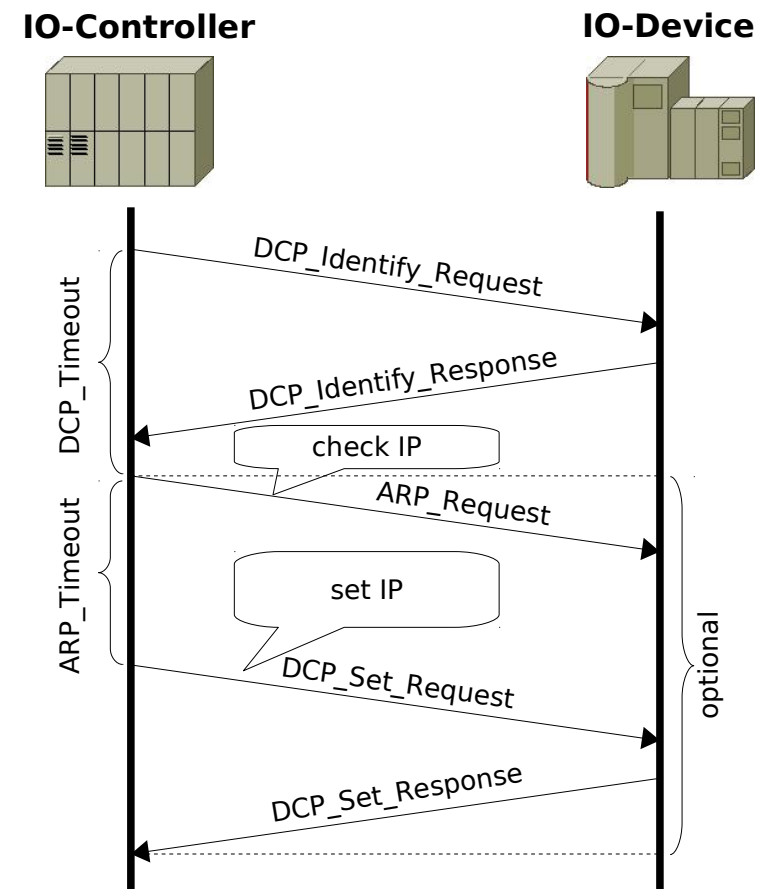 IO-Controller
IO-Device
DCP_Identify_Request
DCP_Timeout
DCP_Identify_Response
check IP
ARP_Request
ARP_Timeout
set IP
optional
DCP_Set_Request
DCP_Set_Response